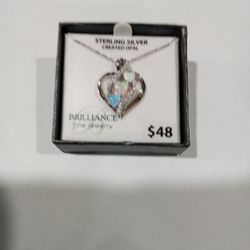 STERLING SILVER
CREATED OPAL
BRILLIANCE
fine jewelry
$48